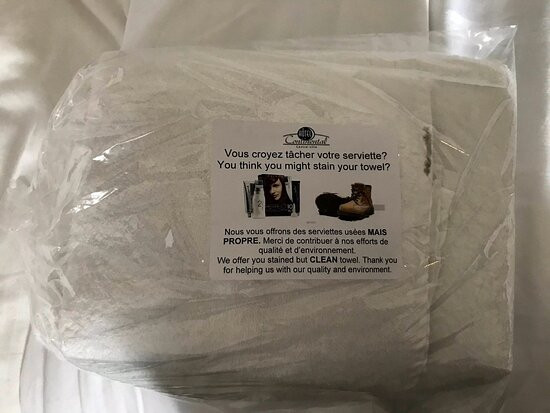 HÔTEL
Continental
Vous croyez tâcher votre serviette?
You think you might stain your towel?
Nous vous offrons des serviettes usées MAIS
PROPRE. Merci de contribuer à nos efforts de
qualité et d'environnement.
We offer you stained but CLEAN towel. Thank you
for helping us with our quality and environment.